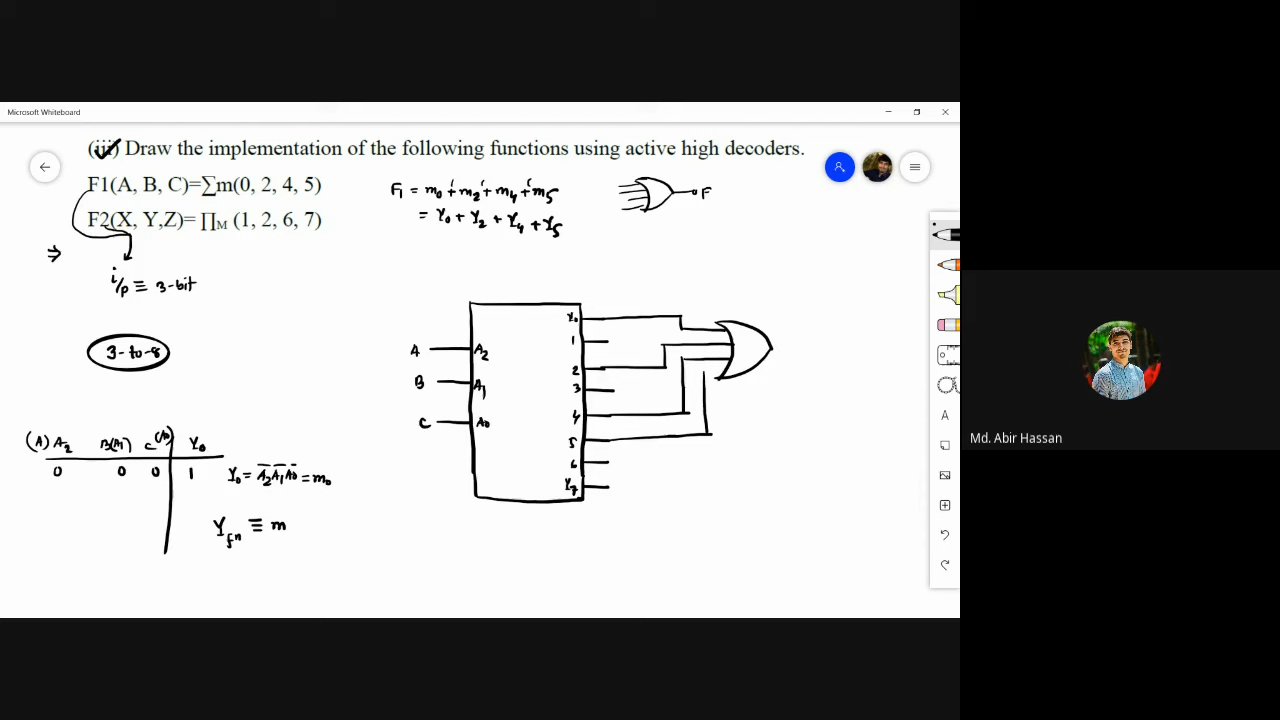 Microsoft Whiteboard
(iii) Draw the implementation of the following functions using active high decoders.
F1(A, B, C)=∑m(0, 2, 4, 5)
F2(X, Y,Z)= ∏M (1, 2, 6, 7)
F1 = m0 + m2 + m4 + m5
= Y0 + Y2 + Y4 + Y5
F
⇒
i/p ≡ 3-bit
3-to-8
A A2
B A1
C A0
Y0
1
2
3
4
5
6
Y7
(A) A2 B(A1) C(A0) Y0
0 0 0 1
Y0 = A̅2A̅1A̅0 = m0
Yfn ≡ m
A
Md. Abir Hassan